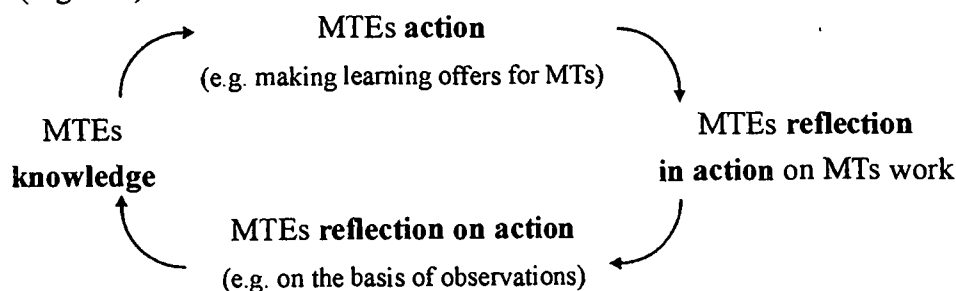 MTEs action
(e.g. making learning offers for MTs)
MTEs
knowledge
MTEs reflection
in action on MTs work
MTEs reflection on action
(e.g. on the basis of observations)